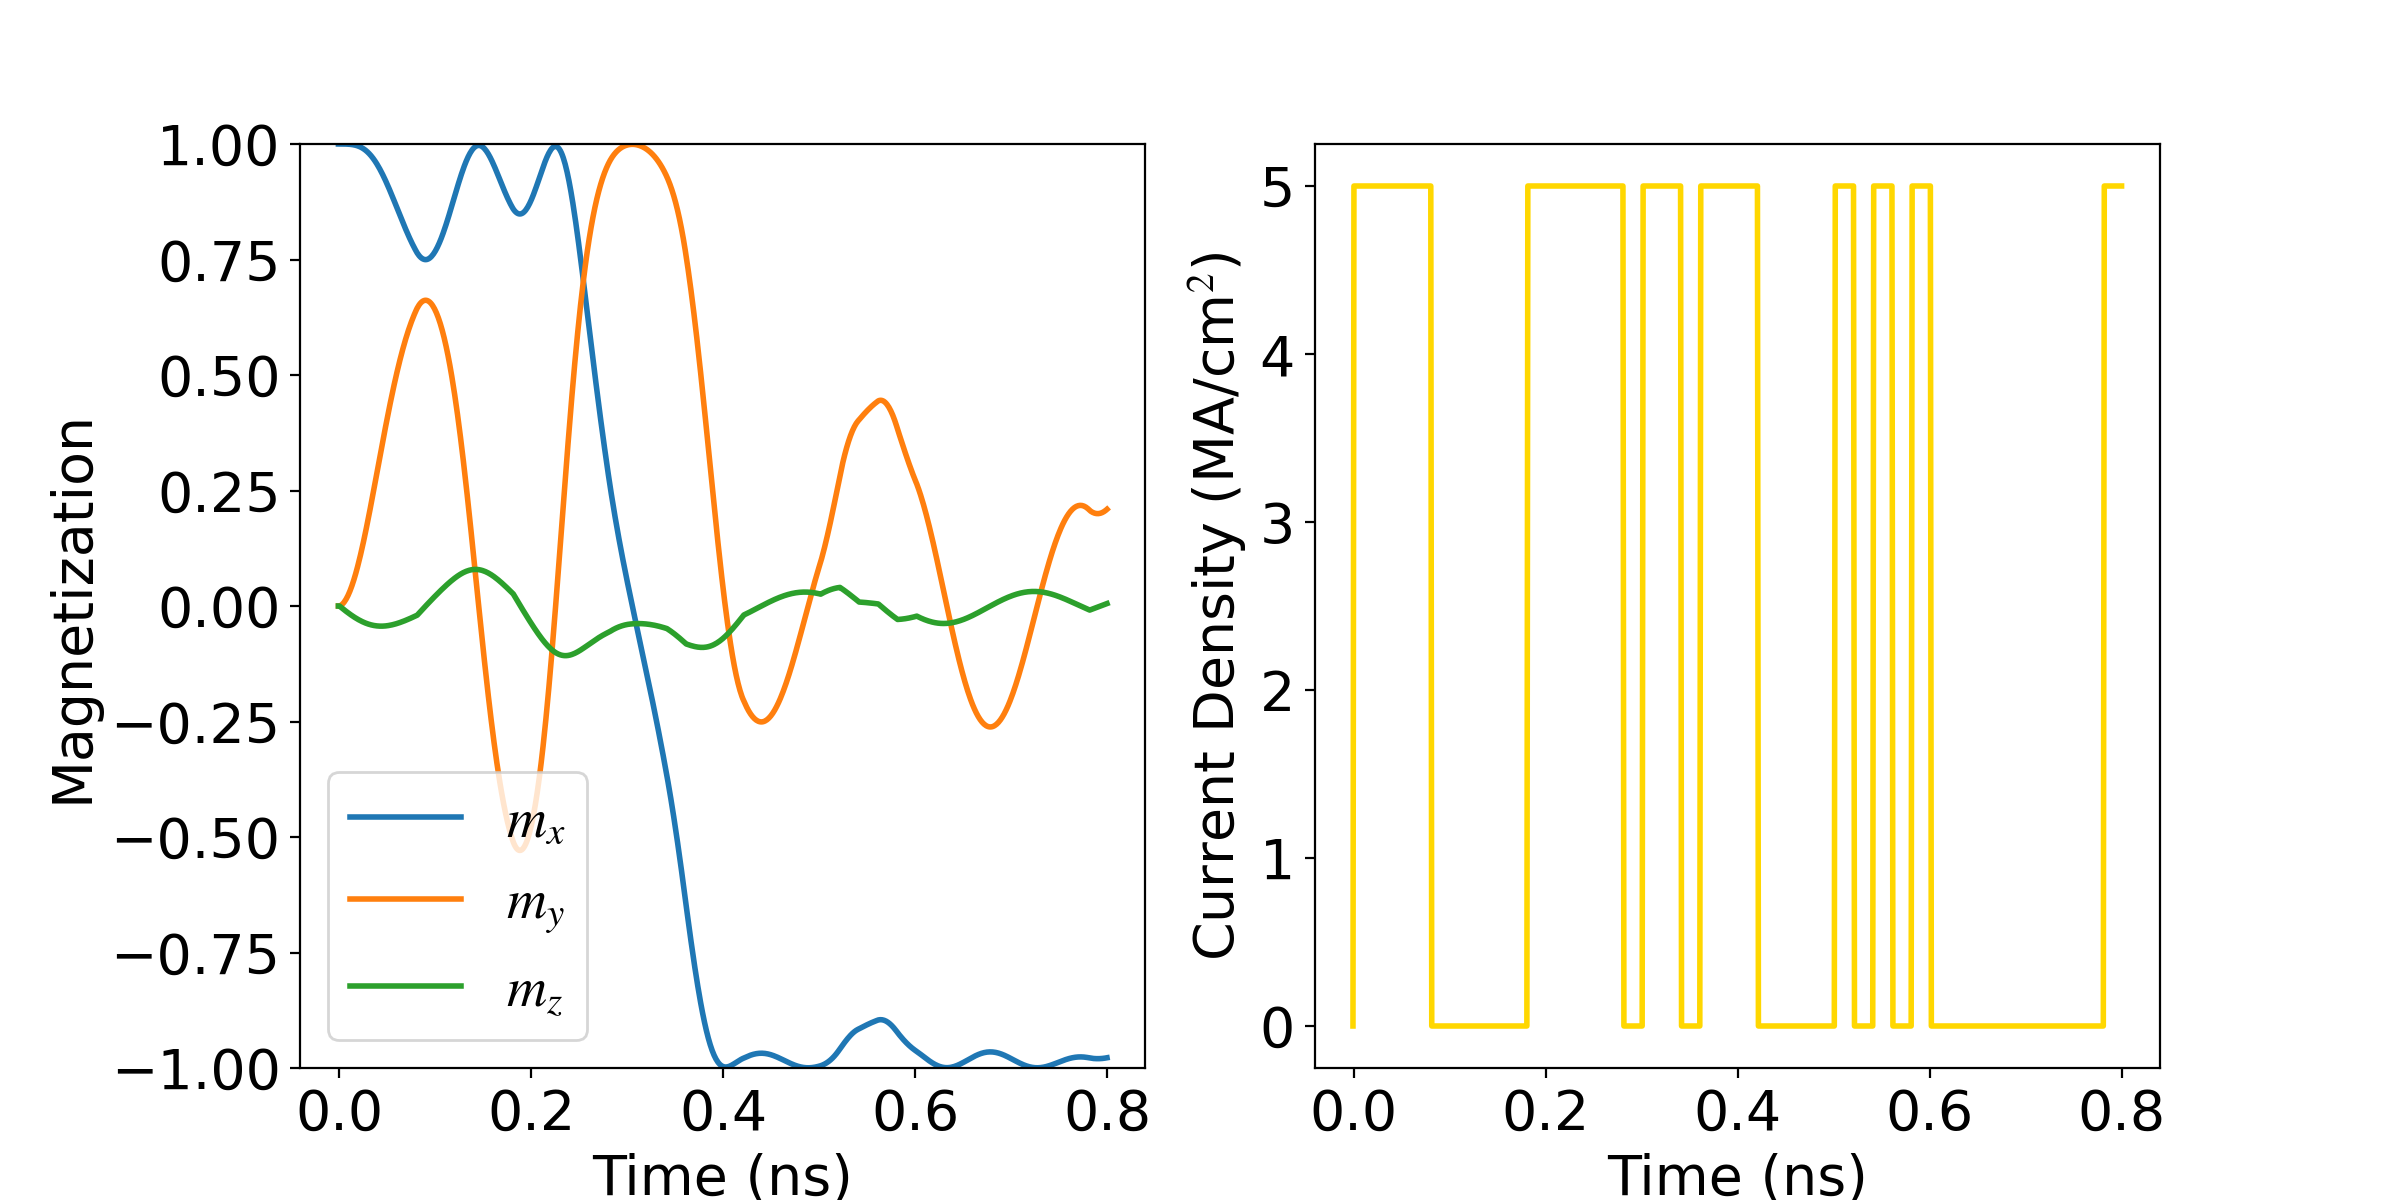 1.00
0.75
0.50
0.25
0.00
−0.25
−0.50
−0.75
−1.00
Magnetization
m_x
m_y
m_z
0.0 0.2 0.4 0.6 0.8
Time (ns)
5
4
3
2
1
0
Current Density (MA/cm²)
0.0 0.2 0.4 0.6 0.8
Time (ns)